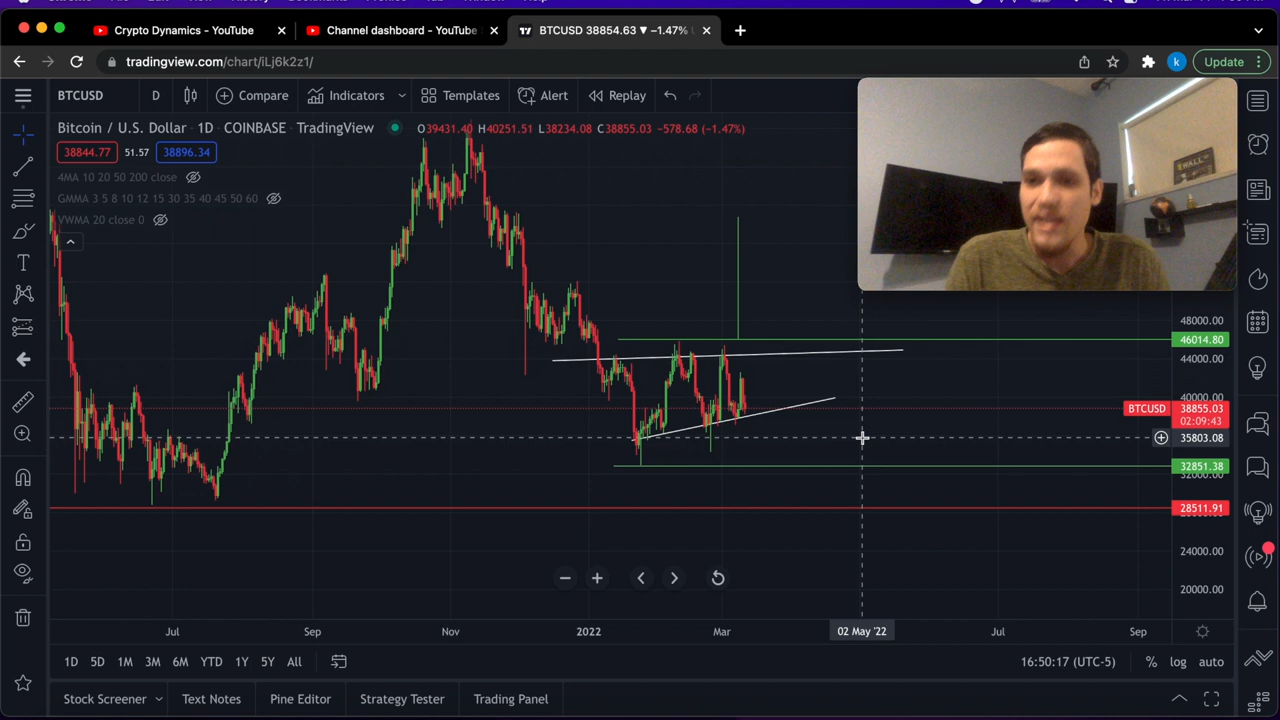 Crypto Dynamics - YouTube
Channel dashboard - YouTube
BTCUSD 38854.63 ▼ −1.47%
tradingview.com/chart/iLj6k2z1/
Update
BTCUSD D Compare Indicators Templates Alert Replay
Bitcoin / U.S. Dollar · 1D · COINBASE · TradingView O39431.40 H40251.51 L38234.08 C38855.03 −578.68 (−1.47%)
38844.77 51.57 38896.34
4MA 10 20 50 200 close
GMMA 3 5 8 10 12 15 30 35 40 45 50 60
VWMA 20 close 0
WALL
48000.00
46014.80
44000.00
40000.00
BTCUSD 38855.03
02:09:43
35803.08
32851.38
32000.00
28511.91
24000.00
20000.00
Jul Sep Nov 2022 Mar 02 May '22 Jul Sep
1D 5D 1M 3M 6M YTD 1Y 5Y All 16:50:17 (UTC-5) % log auto
Stock Screener Text Notes Pine Editor Strategy Tester Trading Panel